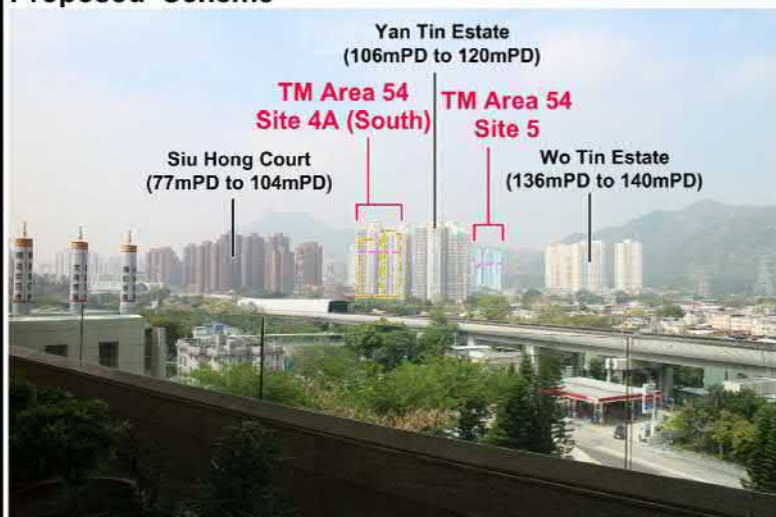 Proposed Scheme
Yan Tin Estate
(106mPD to 120mPD)
TM Area 54
Site 4A (South)
TM Area 54
Site 5
Siu Hong Court
(77mPD to 104mPD)
Wo Tin Estate
(136mPD to 140mPD)